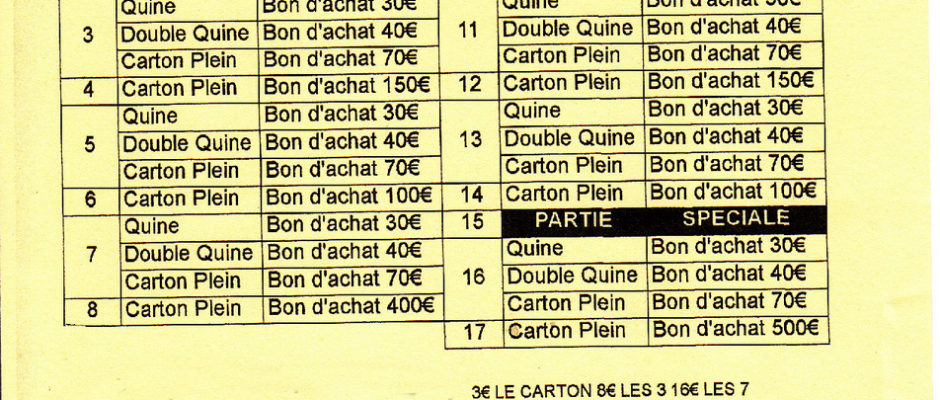 Quine Bon d'achat 30€
3 Double Quine Bon d'achat 40€
Carton Plein Bon d'achat 70€
4 Carton Plein Bon d'achat 150€
Quine Bon d'achat 30€
5 Double Quine Bon d'achat 40€
Carton Plein Bon d'achat 70€
6 Carton Plein Bon d'achat 100€
Quine Bon d'achat 30€
7 Double Quine Bon d'achat 40€
Carton Plein Bon d'achat 70€
8 Carton Plein Bon d'achat 400€
Quine Bon d'achat 30€
11 Double Quine Bon d'achat 40€
Carton Plein Bon d'achat 70€
12 Carton Plein Bon d'achat 150€
Quine Bon d'achat 30€
13 Double Quine Bon d'achat 40€
Carton Plein Bon d'achat 70€
14 Carton Plein Bon d'achat 100€
15 PARTIE SPECIALE
Quine Bon d'achat 30€
16 Double Quine Bon d'achat 40€
Carton Plein Bon d'achat 70€
17 Carton Plein Bon d'achat 500€
3€ LE CARTON 8€ LES 3 16€ LES 7